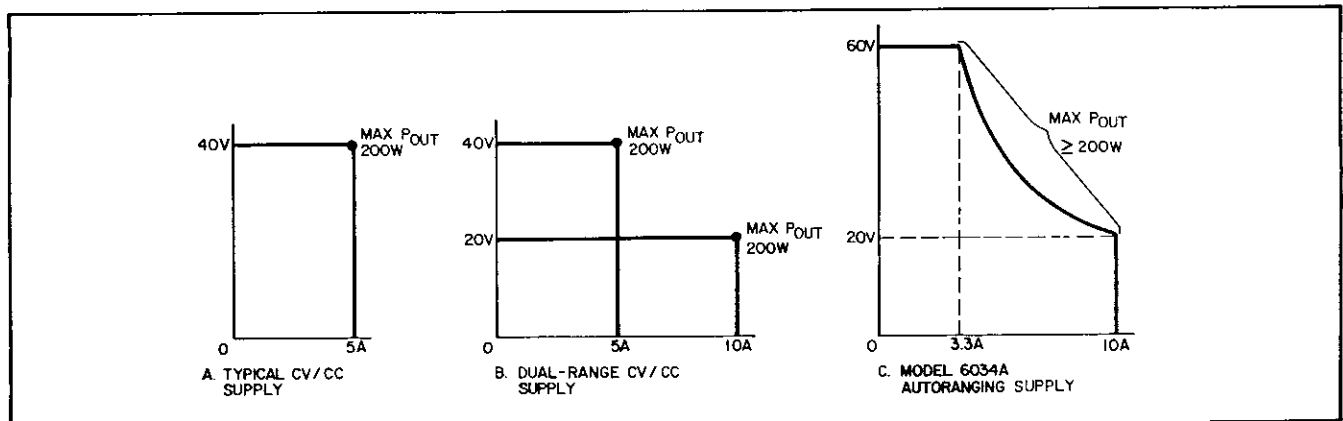 40V
MAX POUT
200W
0
5A
A. TYPICAL CV/CC
SUPPLY
40V
MAX POUT
200W
20V
MAX POUT
200W
0
5A
10A
B. DUAL-RANGE CV/CC
SUPPLY
60V
MAX POUT
≥ 200W
20V
0
3.3A
10A
C. MODEL 6034A
AUTORANGING SUPPLY